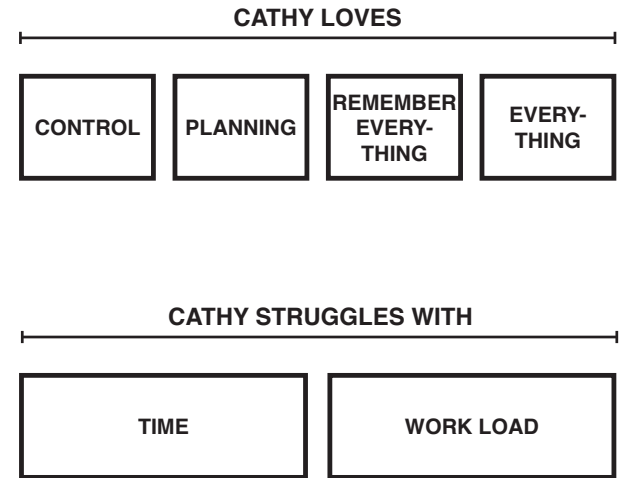 CATHY LOVES
CONTROL
PLANNING
REMEMBER
EVERY-
THING
EVERY-
THING
CATHY STRUGGLES WITH
TIME
WORK LOAD